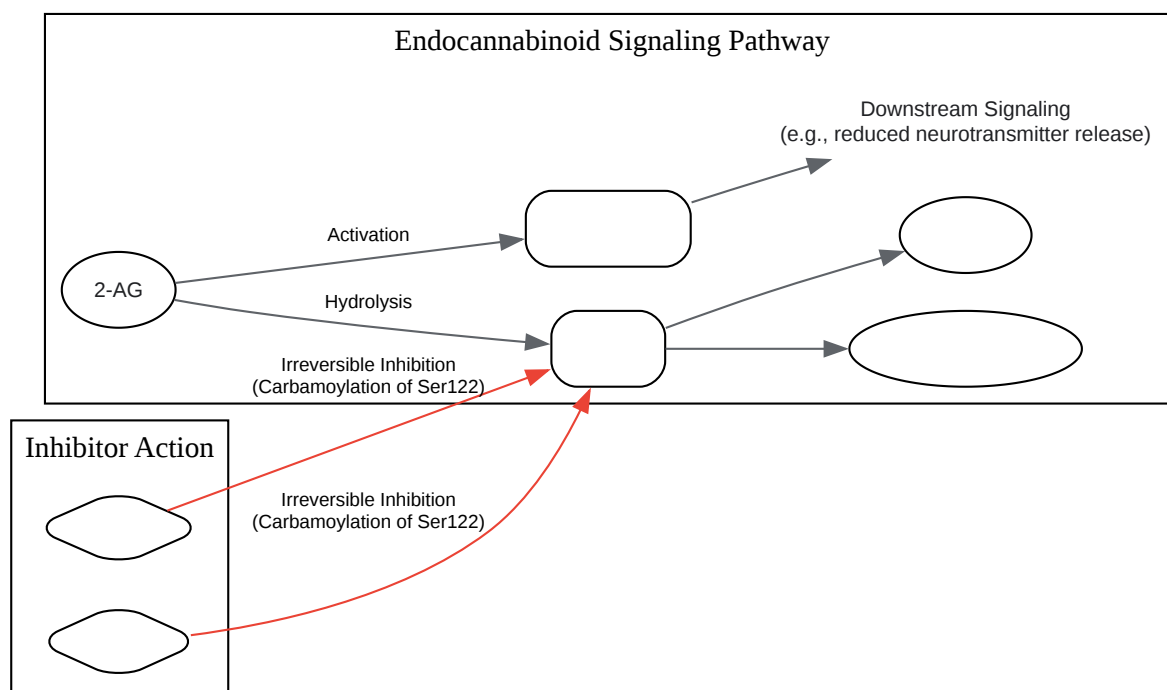 Endocannabinoid Signaling Pathway
Downstream Signaling
(e.g., reduced neurotransmitter release)
Activation
2-AG
Hydrolysis
Irreversible Inhibition
(Carbamoylation of Ser122)
Inhibitor Action
Irreversible Inhibition
(Carbamoylation of Ser122)